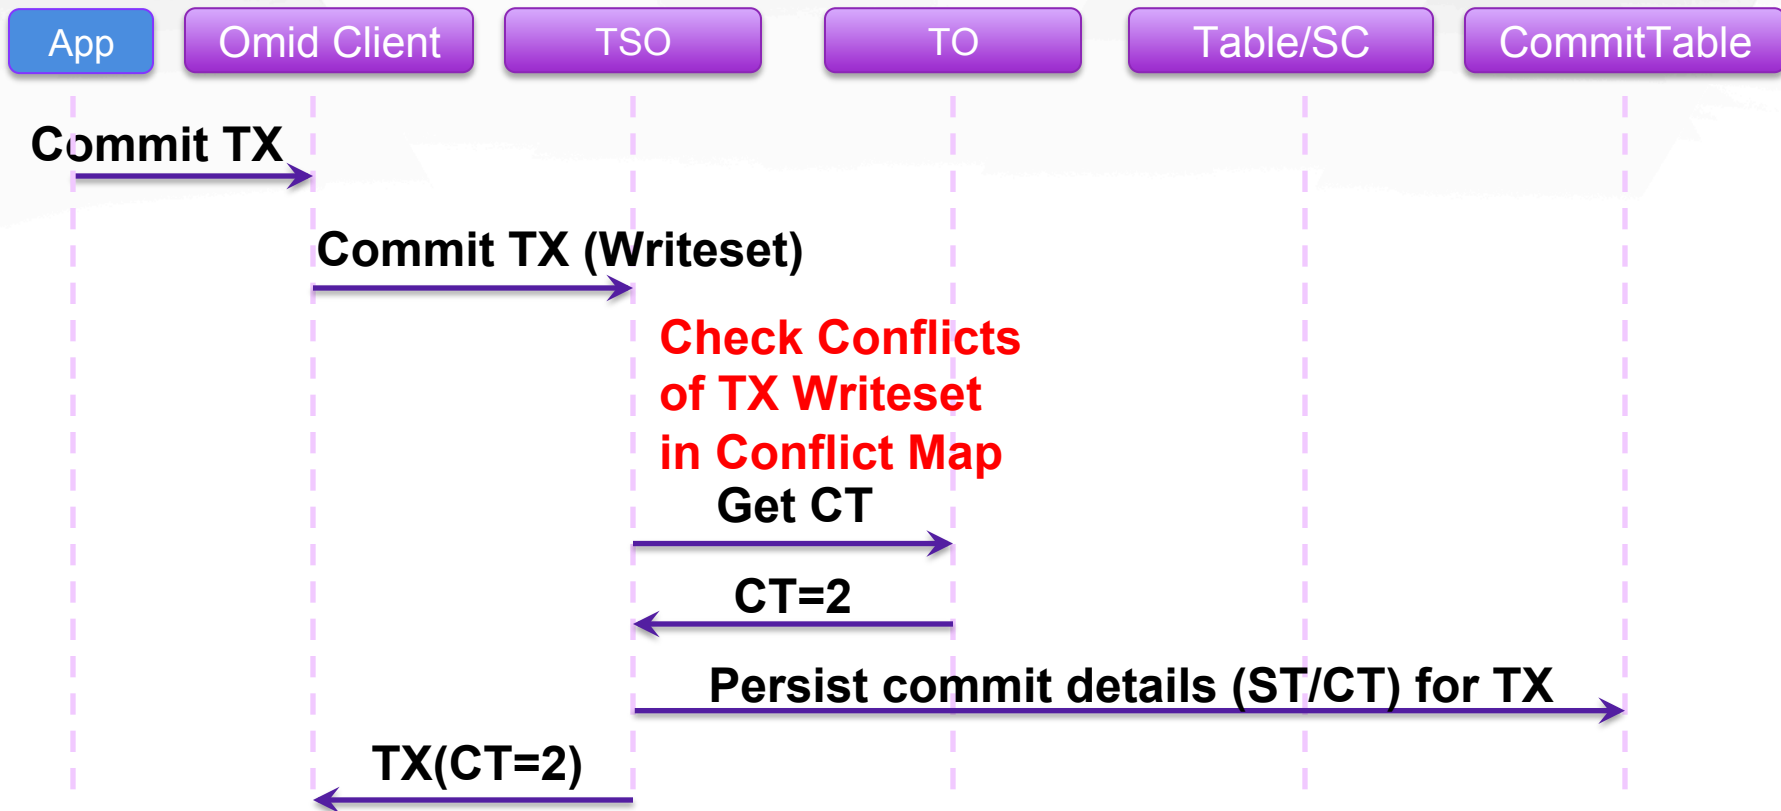 App
Omid Client
TSO
TO
Table/SC
CommitTable
Commit TX
Commit TX (Writeset)
Check Conflicts
of TX Writeset
in Conflict Map
Get CT
CT=2
Persist commit details (ST/CT) for TX
TX(CT=2)